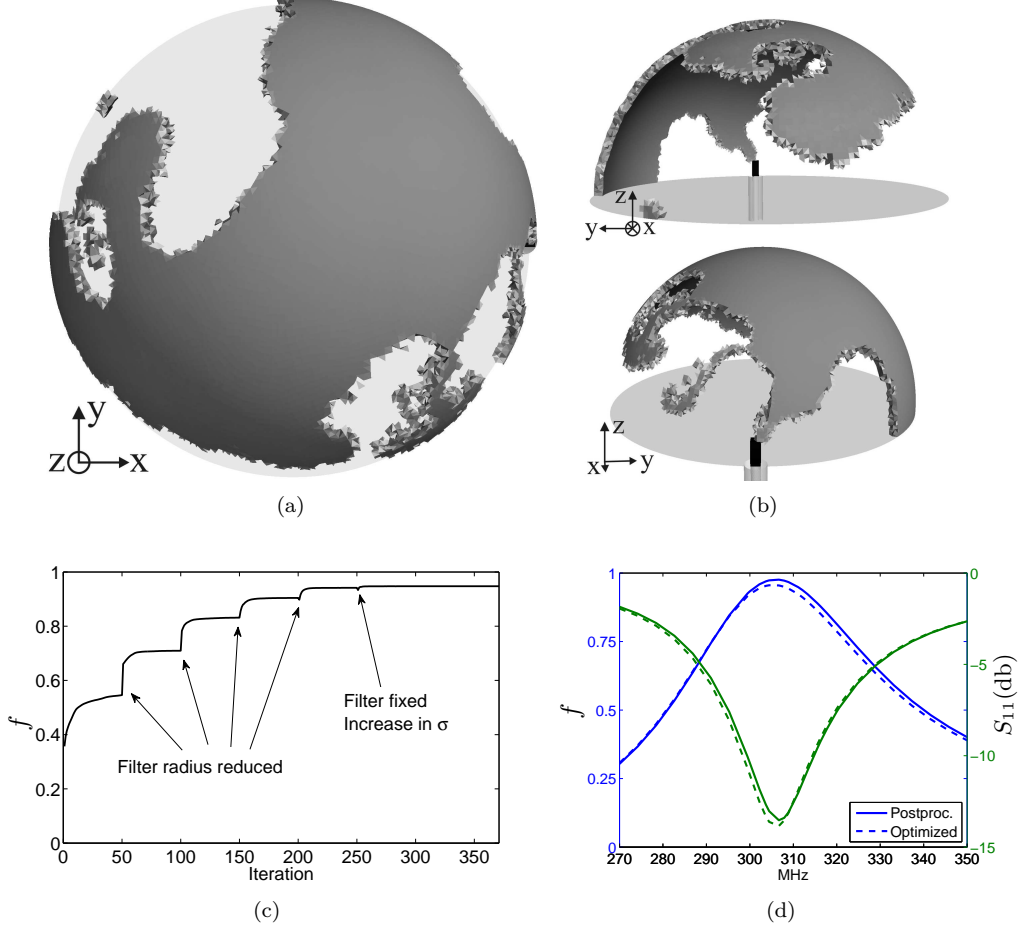 y
z x
(a)
z
y x
z
x y
(b)
1
0.8
0.6
0.4
0.2
0
f
0 50 100 150 200 250 300 350
Iteration
Filter radius reduced
Filter fixed
Increase in σ
(c)
1
0.75
0.5
0.25
0
f
0
−5
−10
−15
S₁₁(db)
270 280 290 300 310 320 330 340 350
MHz
Postproc.
Optimized
(d)